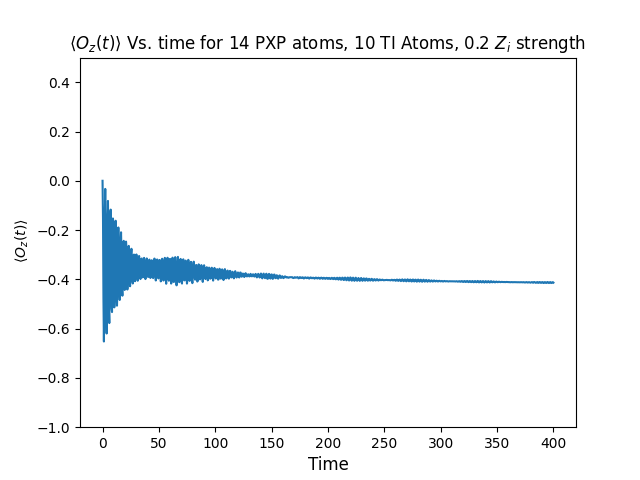 ⟨O_z(t)⟩ Vs. time for 14 PXP atoms, 10 TI Atoms, 0.2 Z_i strength
0.4
0.2
0.0
−0.2
−0.4
−0.6
−0.8
−1.0
⟨O_z(t)⟩
0 50 100 150 200 250 300 350 400
Time